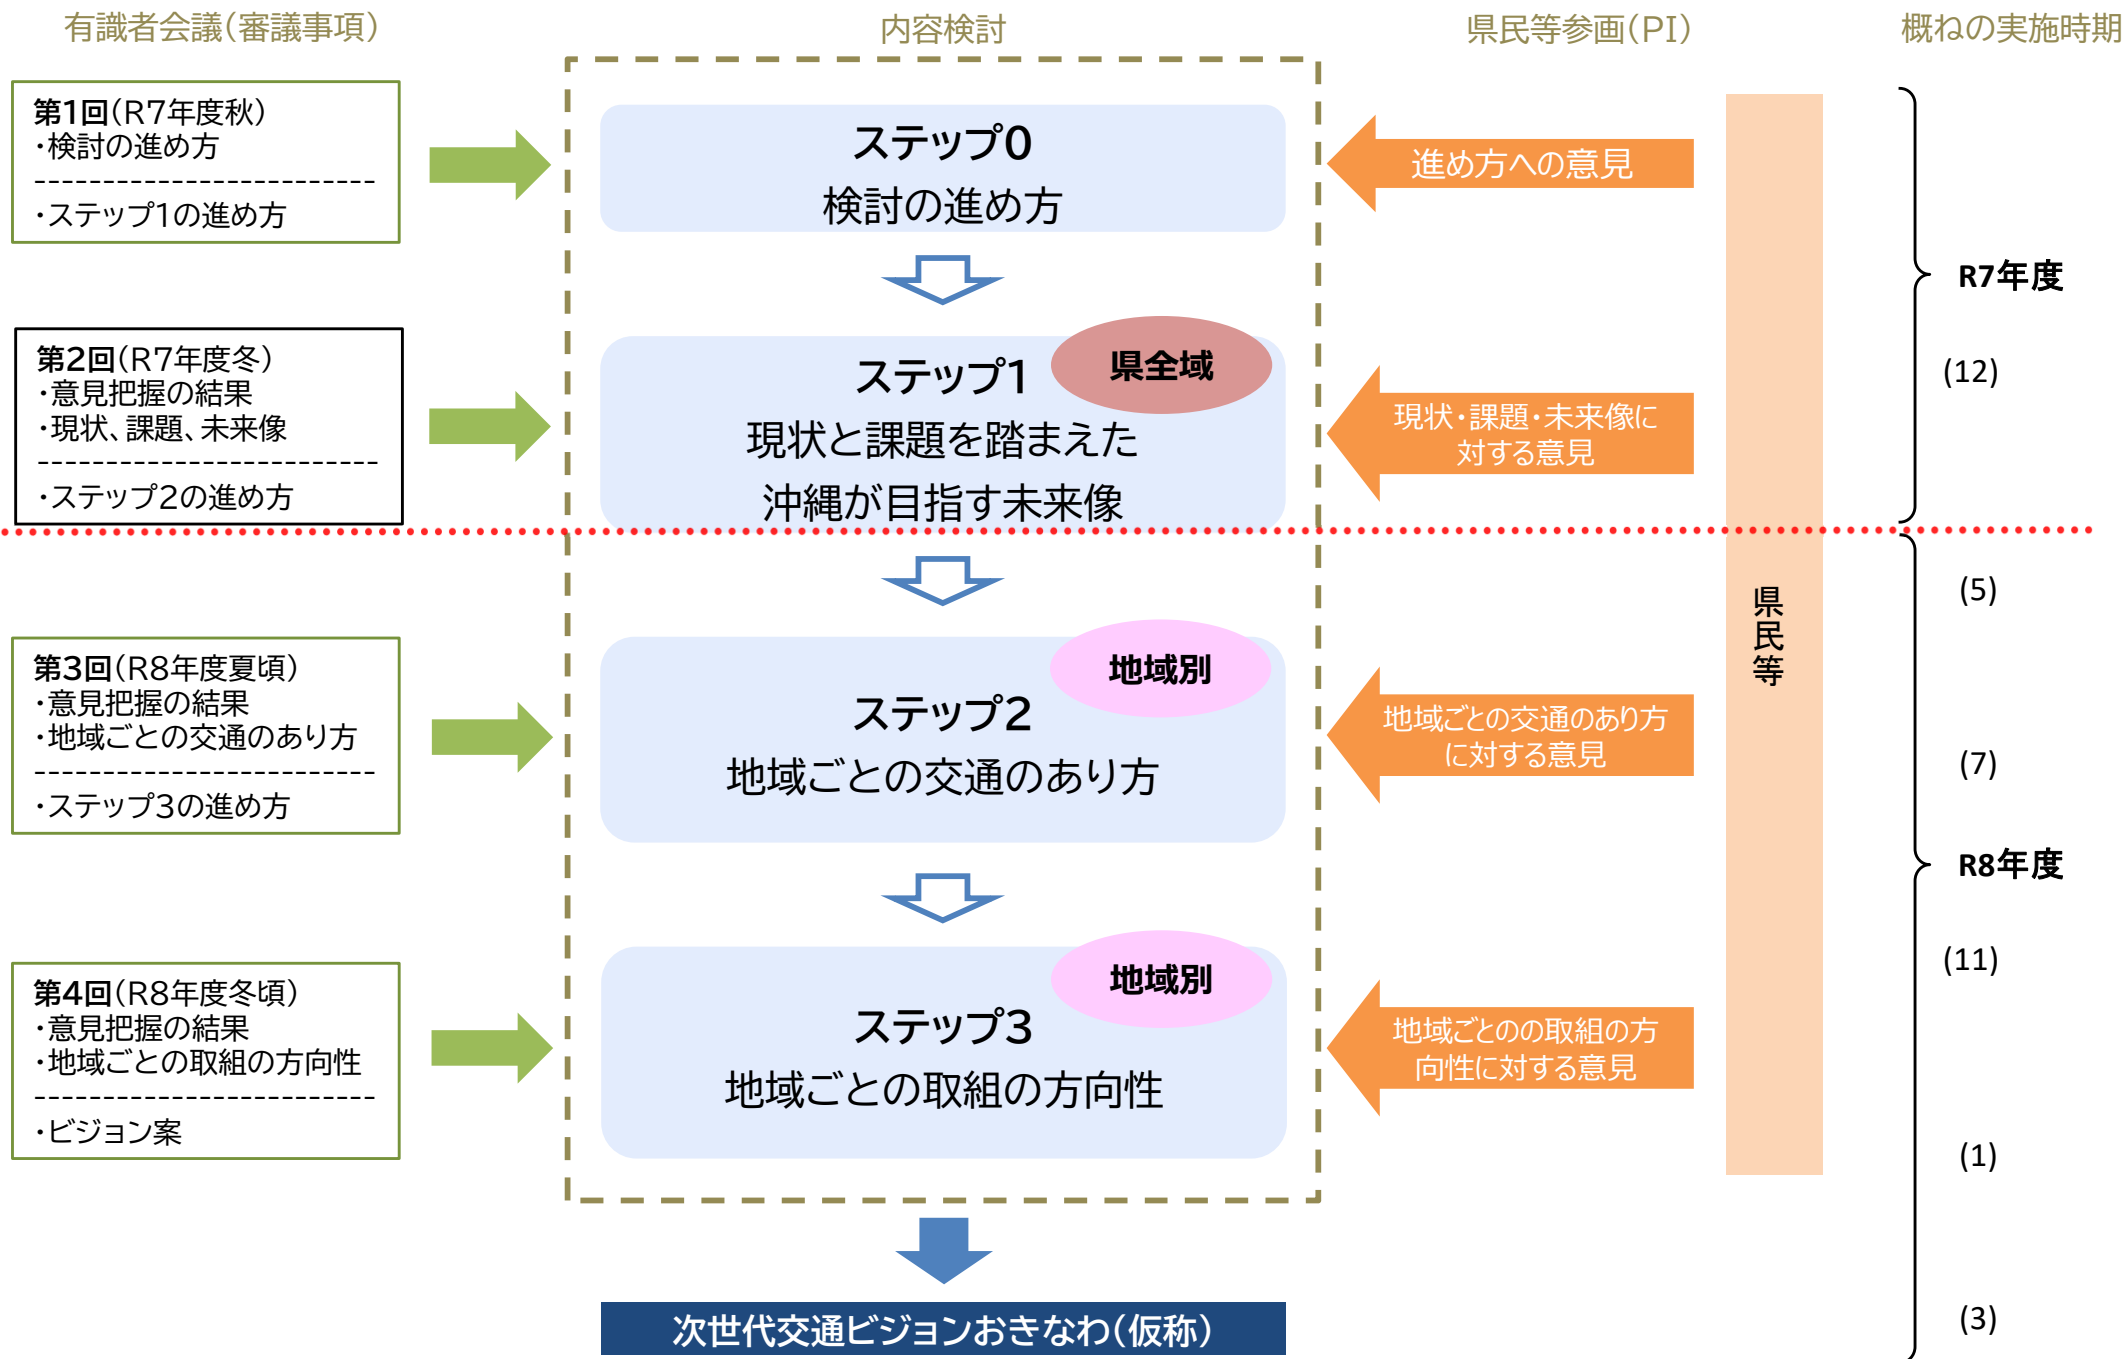 有識者会議(審議事項)
内容検討
県民等参画(PI)
概ねの実施時期
第1回(R7年度秋)
・検討の進め方
-------------------------
・ステップ1の進め方
ステップ0
検討の進め方
進め方への意見
R7年度
第2回(R7年度冬)
・意見把握の結果
・現状、課題、未来像
-------------------------
・ステップ2の進め方
県全域
ステップ1
現状と課題を踏まえた
沖縄が目指す未来像
現状・課題・未来像に
対する意見
(12)
県民等
(5)
第3回(R8年度夏頃)
・意見把握の結果
・地域ごとの交通のあり方
-------------------------
・ステップ3の進め方
地域別
ステップ2
地域ごとの交通のあり方
地域ごとの交通のあり方
に対する意見
(7)
R8年度
(11)
第4回(R8年度冬頃)
・意見把握の結果
・地域ごとの取組の方向性
-------------------------
・ビジョン案
地域別
ステップ3
地域ごとの取組の方向性
地域ごとのの取組の方
向性に対する意見
(1)
次世代交通ビジョンおきなわ(仮称)
(3)